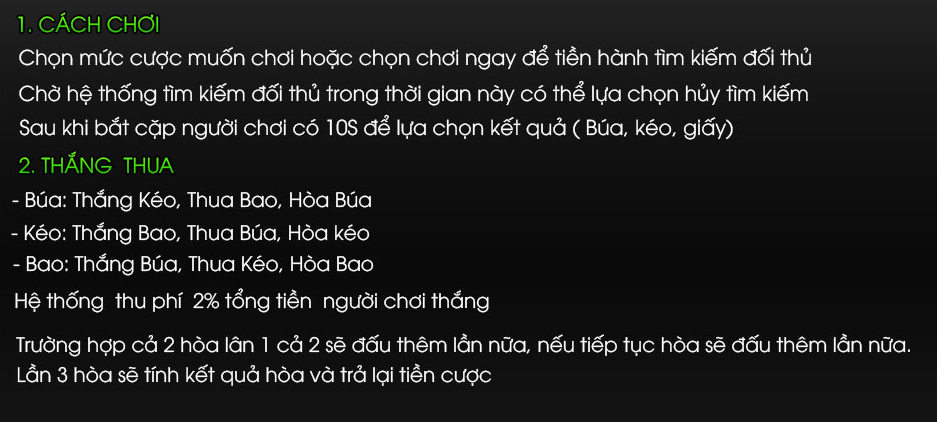 1. CÁCH CHƠI
Chọn mức cược muốn chơi hoặc chọn chơi ngay để tiền hành tìm kiếm đối thủ
Chờ hệ thống tìm kiếm đối thủ trong thời gian này có thể lựa chọn hủy tìm kiếm
Sau khi bắt cặp người chơi có 10S để lựa chọn kết quả ( Búa, kéo, giấy)
2. THẮNG THUA
- Búa: Thắng Kéo, Thua Bao, Hòa Búa
- Kéo: Thắng Bao, Thua Búa, Hòa kéo
- Bao: Thắng Búa, Thua Kéo, Hòa Bao
Hệ thống thu phí 2% tổng tiền người chơi thắng
Trường hợp cả 2 hòa lân 1 cả 2 sẽ đấu thêm lần nữa, nếu tiếp tục hòa sẽ đấu thêm lần nữa.
Lần 3 hòa sẽ tính kết quả hòa và trả lại tiền cược